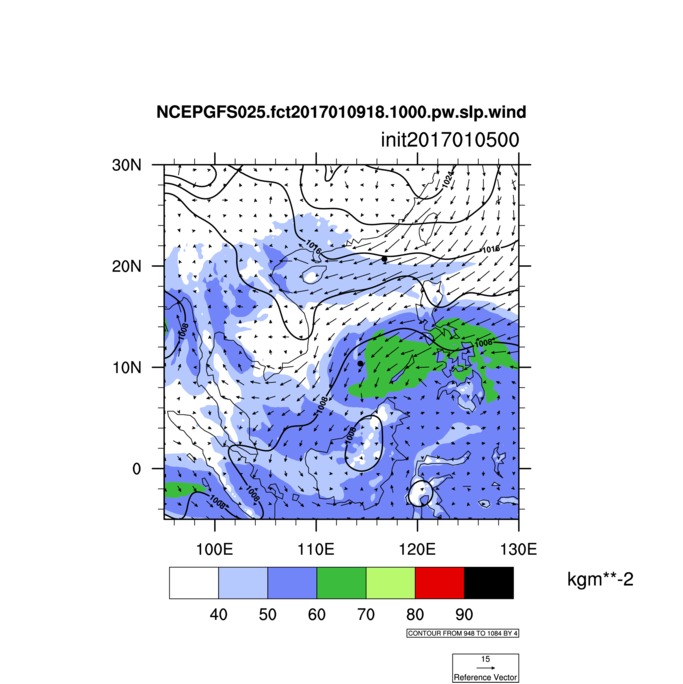 NCEPGFS025.fct2017010918.1000.pw.slp.wind
init2017010500
30N
20N
10N
0
100E 110E 120E 130E
1024
1016
1016
1008
1008
1008
1008
1008
1008
40 50 60 70 80 90
kgm**-2
CONTOUR FROM 948 TO 1084 BY 4
15
Reference Vector